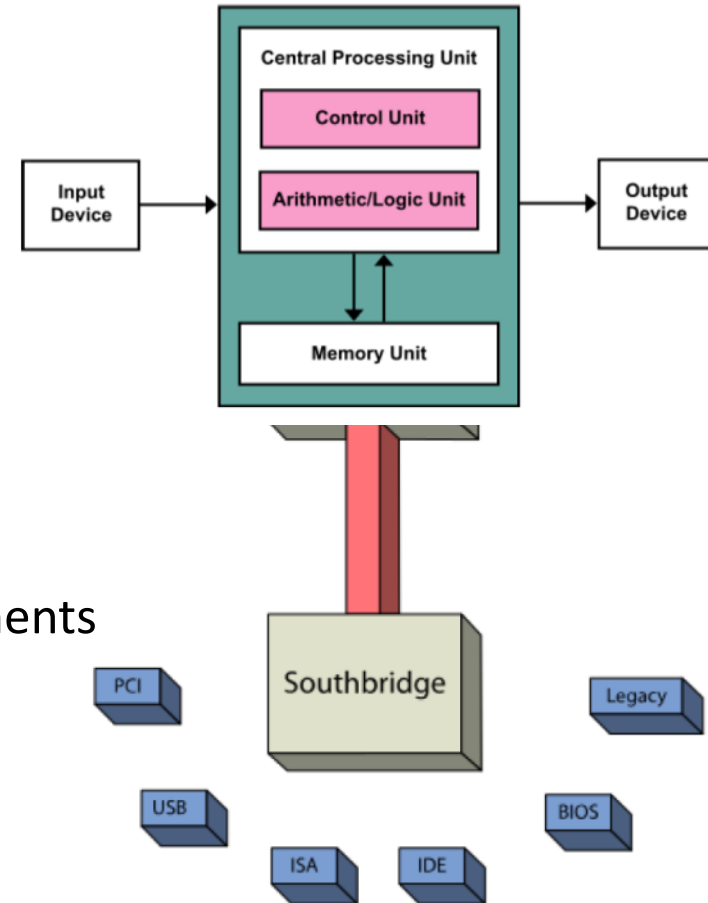 Central Processing Unit
Control Unit
Input
Device
Arithmetic/Logic Unit
Output
Device
Memory Unit
ments
Southbridge
PCI
Legacy
USB
BIOS
ISA
IDE